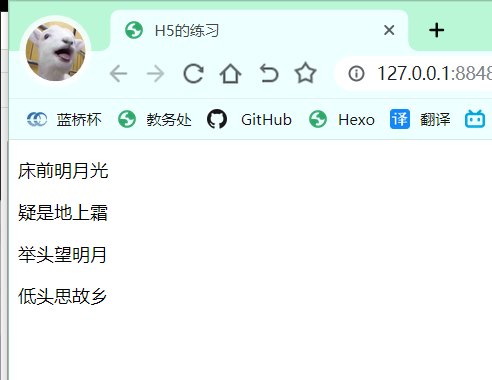 H5的练习
127.0.0.1:8848
蓝桥杯 教务处 GitHub Hexo 译 翻译
床前明月光
疑是地上霜
举头望明月
低头思故乡